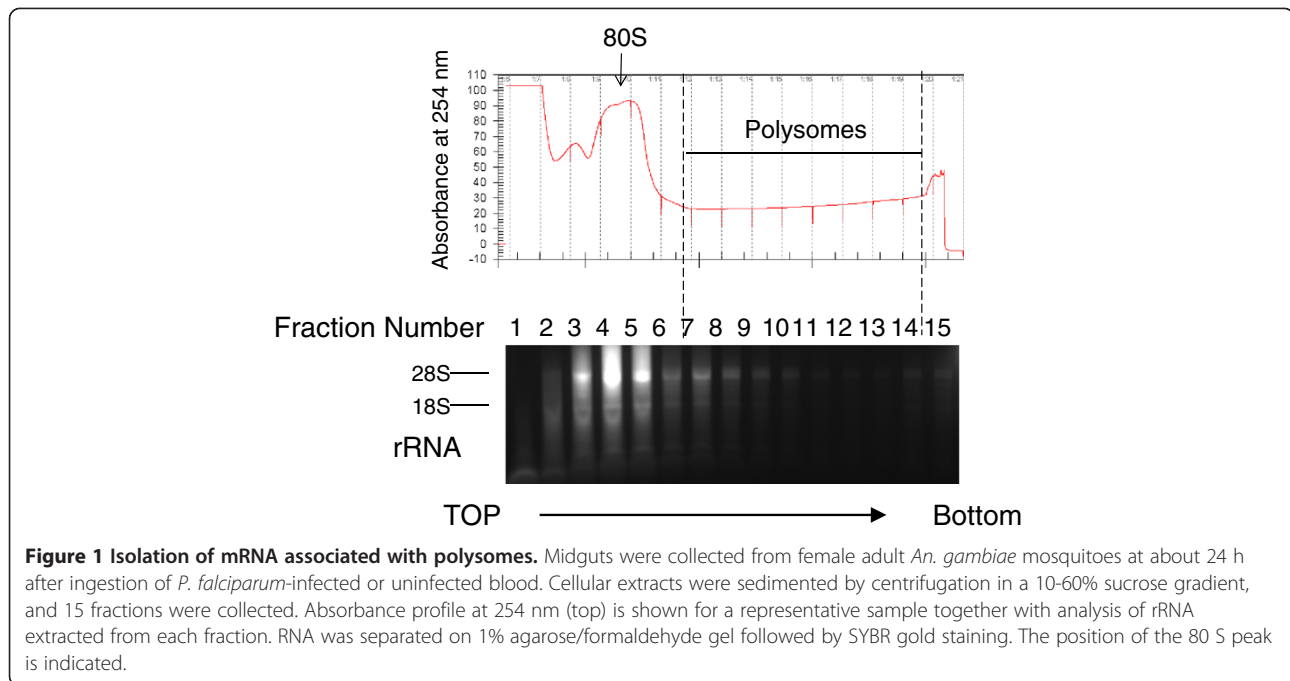 80S
110
100
90
80
70
60
50
40
30
20
10
0
-10
Absorbance at 254 nm
Polysomes
Fraction Number 1 2 3 4 5 6 7 8 9 10 11 12 13 14 15
28S
18S
rRNA
TOP Bottom
Figure 1 Isolation of mRNA associated with polysomes. Midguts were collected from female adult An. gambiae mosquitoes at about 24 h
after ingestion of P. falciparum-infected or uninfected blood. Cellular extracts were sedimented by centrifugation in a 10-60% sucrose gradient,
and 15 fractions were collected. Absorbance profile at 254 nm (top) is shown for a representative sample together with analysis of rRNA
extracted from each fraction. RNA was separated on 1% agarose/formaldehyde gel followed by SYBR gold staining. The position of the 80 S peak
is indicated.